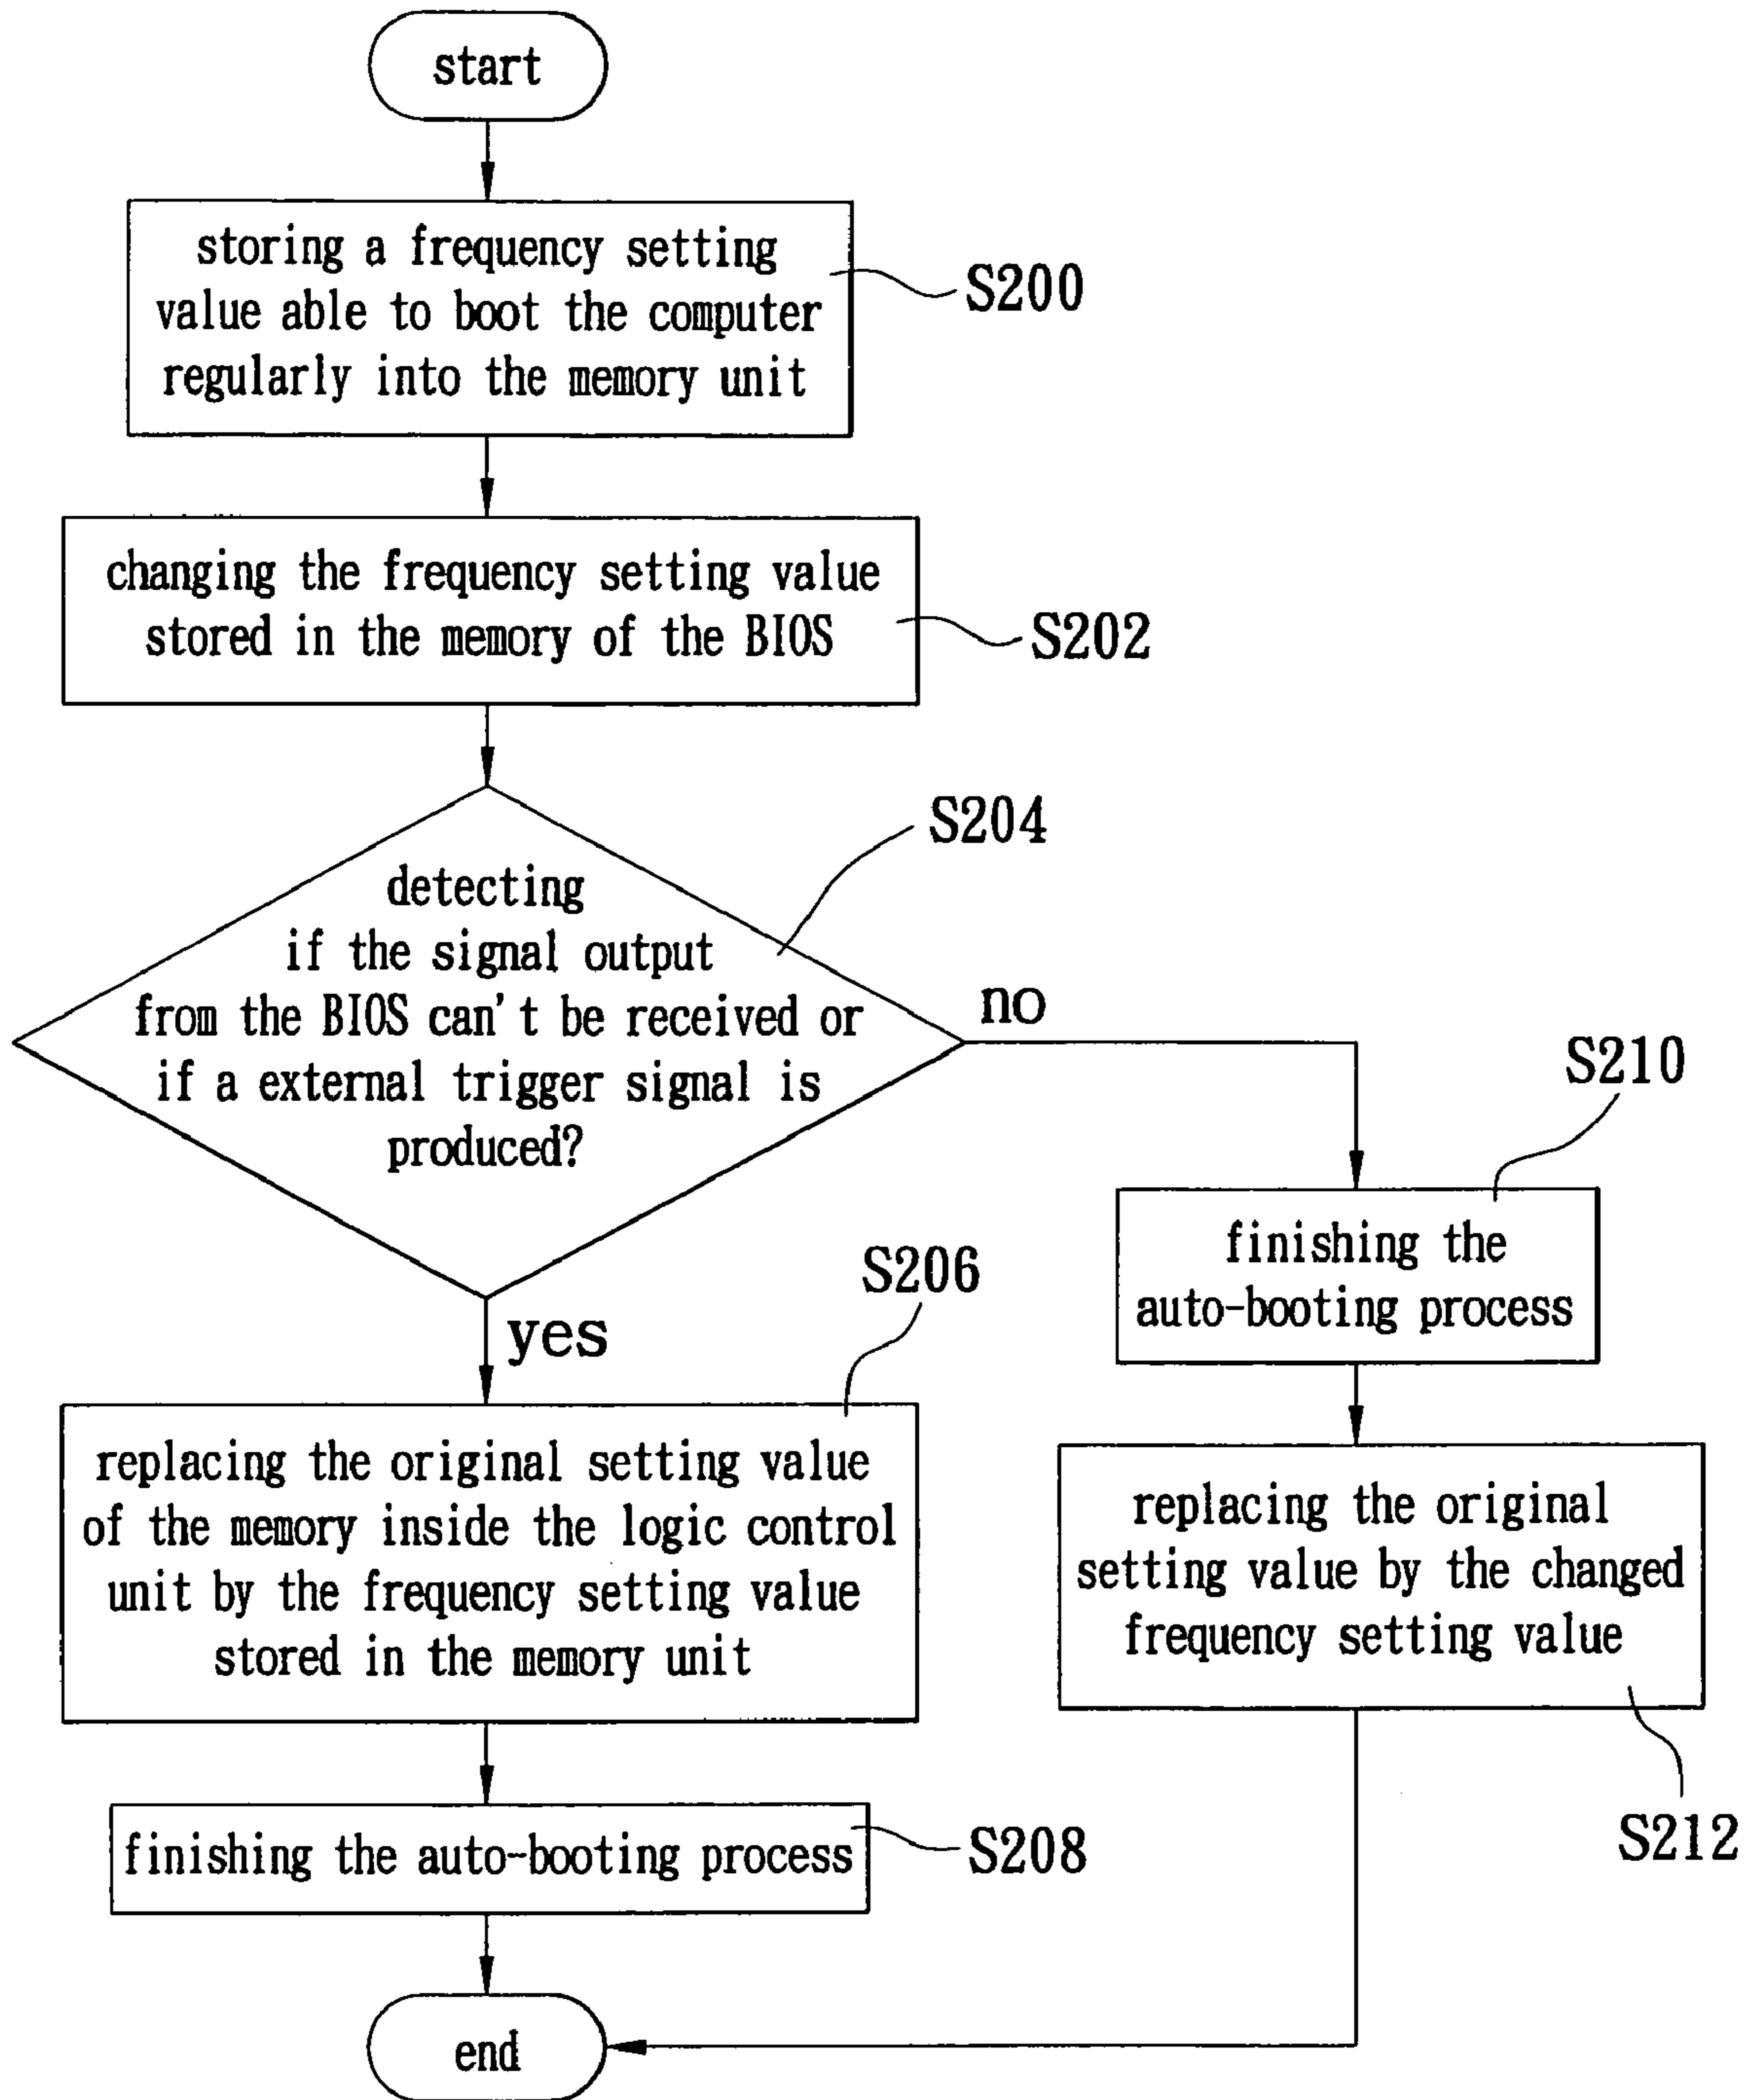 start
storing a frequency setting
value able to boot the computer
regularly into the memory unit
S200
changing the frequency setting value
stored in the memory of the BIOS
S202
S204
detecting
if the signal output
from the BIOS can't be received or
if a external trigger signal is
produced?
no
yes
S206
replacing the original setting value
of the memory inside the logic control
unit by the frequency setting value
stored in the memory unit
finishing the auto-booting process
S208
S210
finishing the
auto-booting process
replacing the original
setting value by the changed
frequency setting value
S212
end